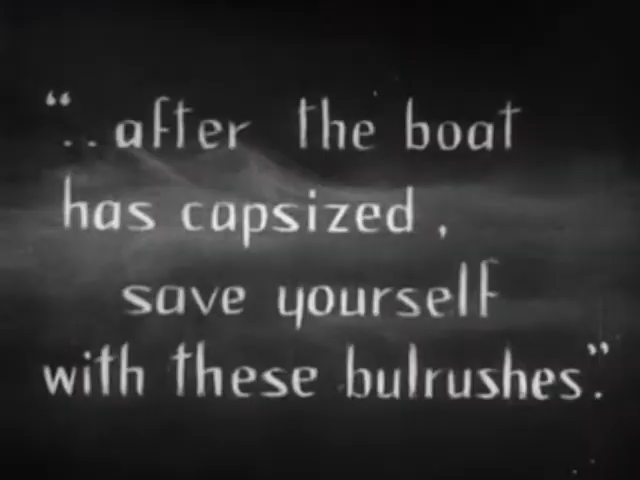 “..after the boat
has capsized,
save yourself
with these bulrushes.”